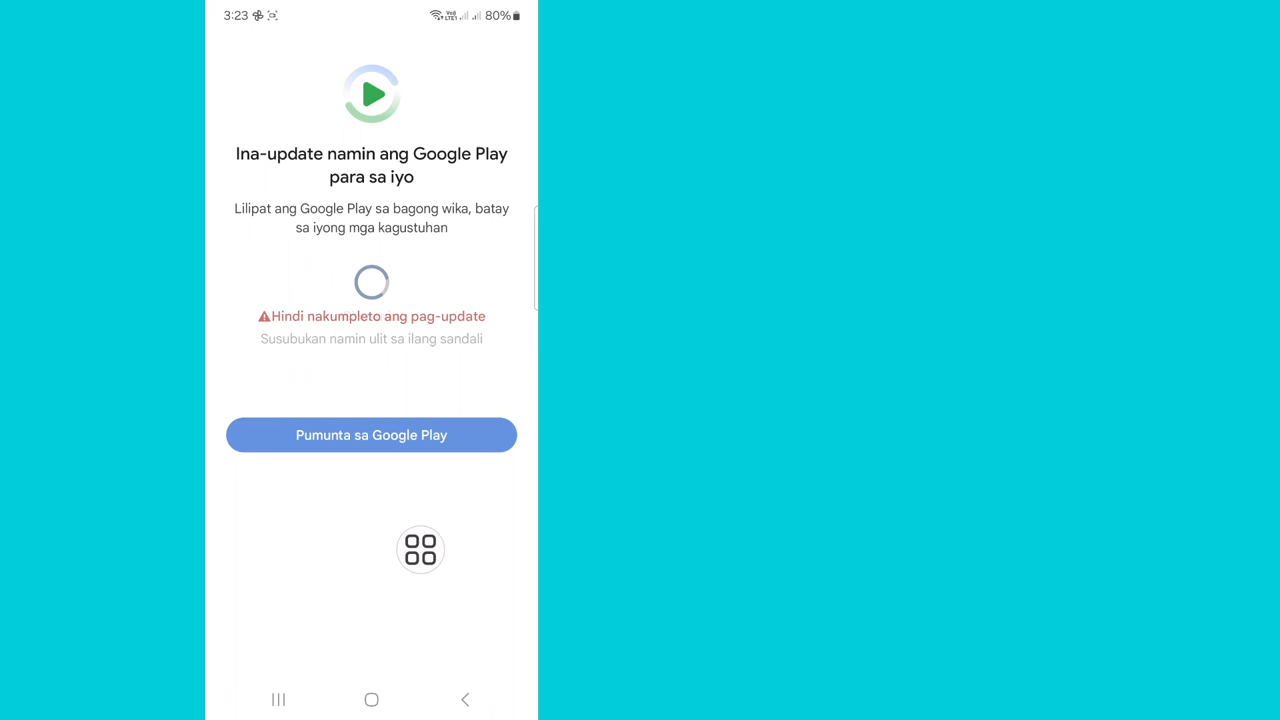 3:23 80%
Ina-update namin ang Google Play
para sa iyo
Lilipat ang Google Play sa bagong wika, batay
sa iyong mga kagustuhan
Hindi nakumpleto ang pag-update
Susubukan namin ulit sa ilang sandali
Pumunta sa Google Play